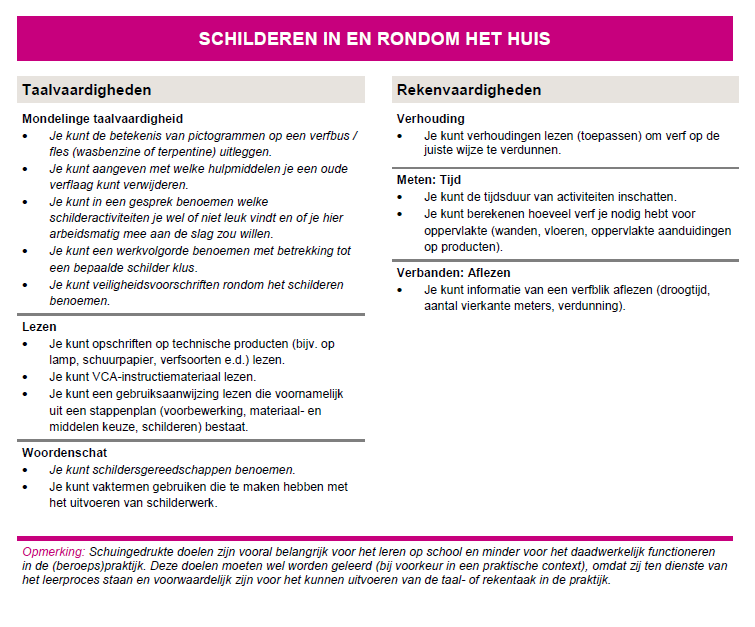 SCHILDEREN IN EN RONDOM HET HUIS
Taalvaardigheden
Mondelinge taalvaardigheid
• Je kunt de betekenis van pictogrammen op een verfbus /
fles (wasbenzine of terpentine) uitleggen.
• Je kunt aangeven met welke hulpmiddelen je een oude
verflaag kunt verwijderen.
• Je kunt in een gesprek benoemen welke
schilderactiviteiten je wel of niet leuk vindt en of je hier
arbeidsmatig mee aan de slag zou willen.
• Je kunt een werkvolgorde benoemen met betrekking tot
een bepaalde schilder klus.
• Je kunt veiligheidsvoorschriften rondom het schilderen
benoemen.
Lezen
• Je kunt opschriften op technische producten (bijv. op
lamp, schuurpapier, verfsoorten e.d.) lezen.
• Je kunt VCA-instructiemateriaal lezen.
• Je kunt een gebruiksaanwijzing lezen die voornamelijk
uit een stappenplan (voorbewerking, materiaal- en
middelen keuze, schilderen) bestaat.
Woordenschat
• Je kunt schildersgereedschappen benoemen.
• Je kunt vaktermen gebruiken die te maken hebben met
het uitvoeren van schilderwerk.
Rekenvaardigheden
Verhouding
• Je kunt verhoudingen lezen (toepassen) om verf op de
juiste wijze te verdunnen.
Meten: Tijd
• Je kunt de tijdsduur van activiteiten inschatten.
• Je kunt berekenen hoeveel verf je nodig hebt voor
oppervlakte (wanden, vloeren, oppervlakte aanduidingen
op producten).
Verbanden: Aflezen
• Je kunt informatie van een verfblik aflezen (droogtijd,
aantal vierkante meters, verdunning).
Opmerking: Schuingedrukte doelen zijn vooral belangrijk voor het leren op school en minder voor het daadwerkelijk functioneren
in de (beroeps)praktijk. Deze doelen moeten wel worden geleerd (bij voorkeur in een praktische context), omdat zij ten dienste van
het leerproces staan en voorwaardelijk zijn voor het kunnen uitvoeren van de taal- of rekentaak in de praktijk.